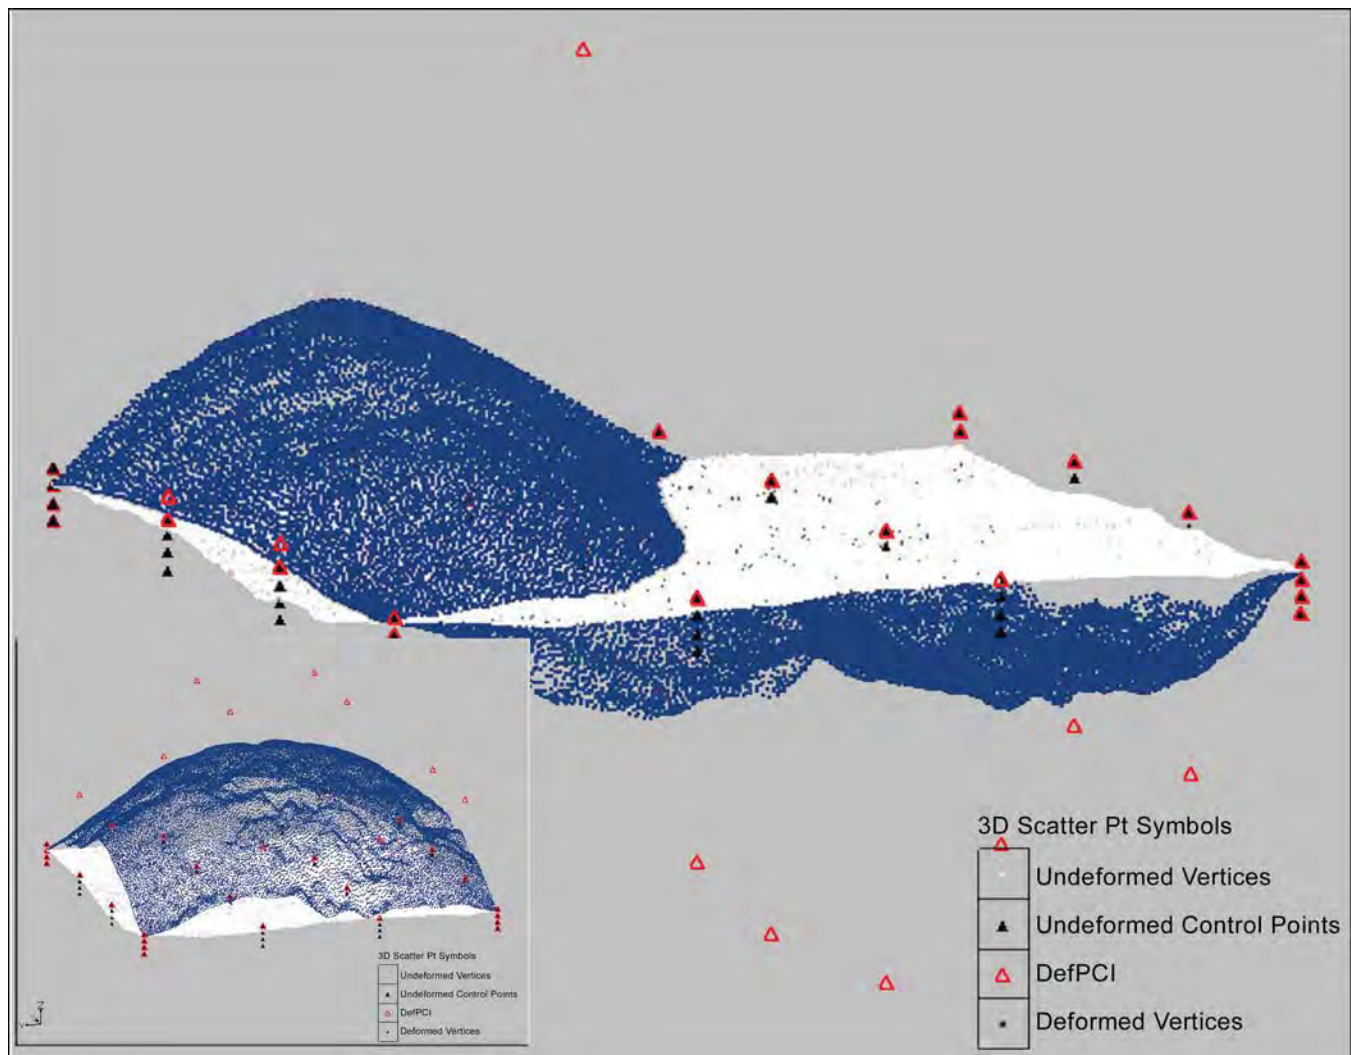 3D Scatter Pt Symbols
Undeformed Vertices
Undeformed Control Points
DefPCI
Deformed Vertices
3D Scatter Pt Symbols
Undeformed Vertices
Undeformed Control Points
DefPCI
Deformed Vertices
Z